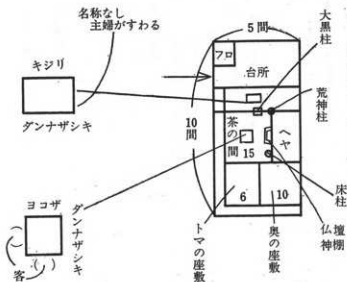 名称なし
主婦がすわる
キジリ
ダンナザシキ
5間
フロ
台所
大黒柱
荒神柱
10間
茶の間
15
ヘヤ
床柱
6
10
仏壇
神棚
奥の座敷
トマの座敷
ヨコザ
ダンナザシキ
客